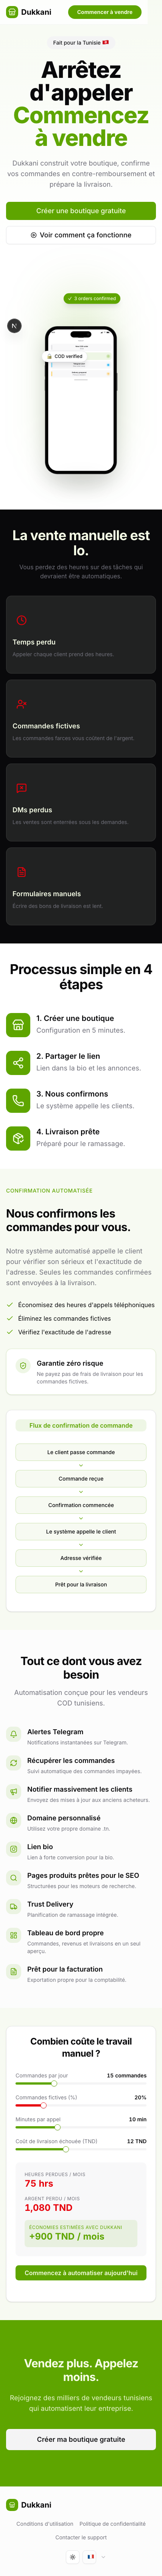 Dukkani
Commencer à vendre
Fait pour la Tunisie
Arrêtez
d'appeler
Commencez
à vendre
Dukkani construit votre boutique, confirme
vos commandes en contre-remboursement et
prépare la livraison.
Créer une boutique gratuite
Voir comment ça fonctionne
3 orders confirmed
COD verified
N
La vente manuelle est
lo.
Vous perdez des heures sur des tâches qui
devraient être automatiques.
Temps perdu
Appeler chaque client prend des heures.
Commandes fictives
Les commandes farces vous coûtent de l'argent.
DMs perdus
Les ventes sont enterrées sous les demandes.
Formulaires manuels
Écrire des bons de livraison est lent.
Processus simple en 4
étapes
1. Créer une boutique
Configuration en 5 minutes.
2. Partager le lien
Lien dans la bio et les annonces.
3. Nous confirmons
Le système appelle les clients.
4. Livraison prête
Préparé pour le ramassage.
CONFIRMATION AUTOMATISÉE
Nous confirmons les
commandes pour vous.
Notre système automatisé appelle le client
pour vérifier son sérieux et l'exactitude de
l'adresse. Seules les commandes confirmées
sont envoyées à la livraison.
Économisez des heures d'appels téléphoniques
Éliminez les commandes fictives
Vérifiez l'exactitude de l'adresse
Garantie zéro risque
Ne payez pas de frais de livraison pour les
commandes fictives.
Flux de confirmation de commande
Le client passe commande
Commande reçue
Confirmation commencée
Le système appelle le client
Adresse vérifiée
Prêt pour la livraison
Tout ce dont vous avez
besoin
Automatisation conçue pour les vendeurs
COD tunisiens.
Alertes Telegram
Notifications instantanées sur Telegram.
Récupérer les commandes
Suivi automatique des commandes impayées.
Notifier massivement les clients
Envoyez des mises à jour aux anciens acheteurs.
Domaine personnalisé
Utilisez votre propre domaine .tn.
Lien bio
Lien à forte conversion pour la bio.
Pages produits prêtes pour le SEO
Structurées pour les moteurs de recherche.
Trust Delivery
Planification de ramassage intégrée.
Tableau de bord propre
Commandes, revenus et livraisons en un seul
aperçu.
Prêt pour la facturation
Exportation propre pour la comptabilité.
Combien coûte le travail
manuel ?
Commandes par jour 15 commandes
Commandes fictives (%) 20%
Minutes par appel 10 min
Coût de livraison échouée (TND) 12 TND
HEURES PERDUES / MOIS
75 hrs
ARGENT PERDU / MOIS
1,080 TND
ÉCONOMIES ESTIMÉES AVEC DUKKANI
+900 TND / mois
Commencez à automatiser aujourd'hui
Vendez plus. Appelez
moins.
Rejoignez des milliers de vendeurs tunisiens
qui automatisent leur entreprise.
Créer ma boutique gratuite
Dukkani
Conditions d'utilisation Politique de confidentialité
Contacter le support